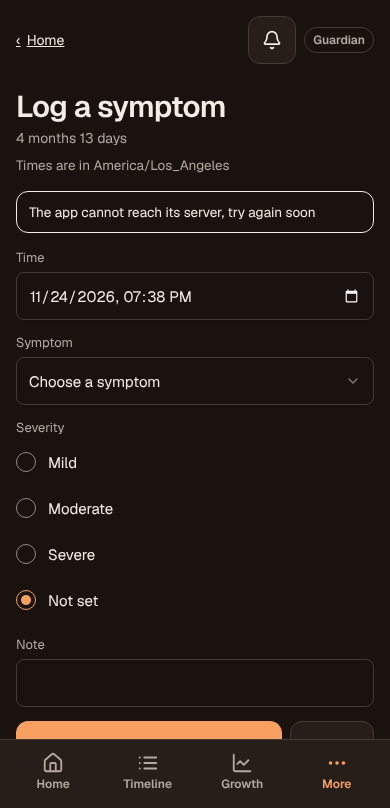 ‹ Home
Guardian
Log a symptom
4 months 13 days
Times are in America/Los_Angeles
The app cannot reach its server, try again soon
Time
11/24/2026, 07:38 PM
Symptom
Choose a symptom
Severity
Mild
Moderate
Severe
Not set
Note
Home
Timeline
Growth
More